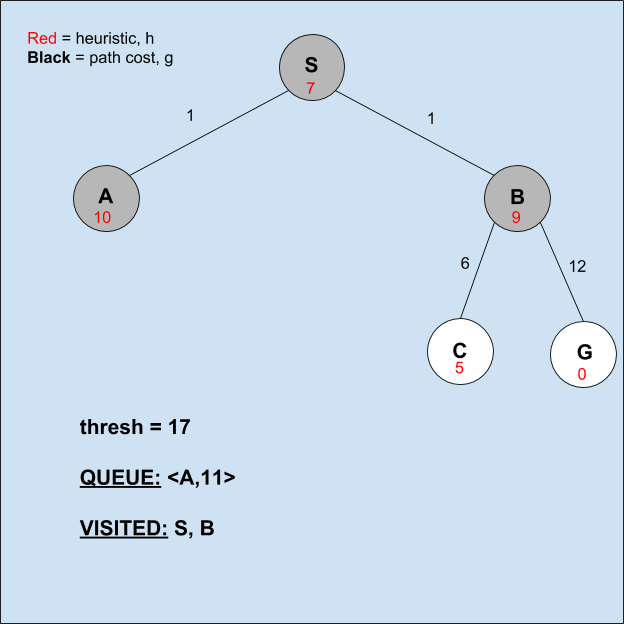 Red = heuristic, h
Black = path cost, g
S
7
1
1
A
10
B
9
6
12
C
5
G
0
thresh = 17
QUEUE: <A,11>
VISITED: S, B